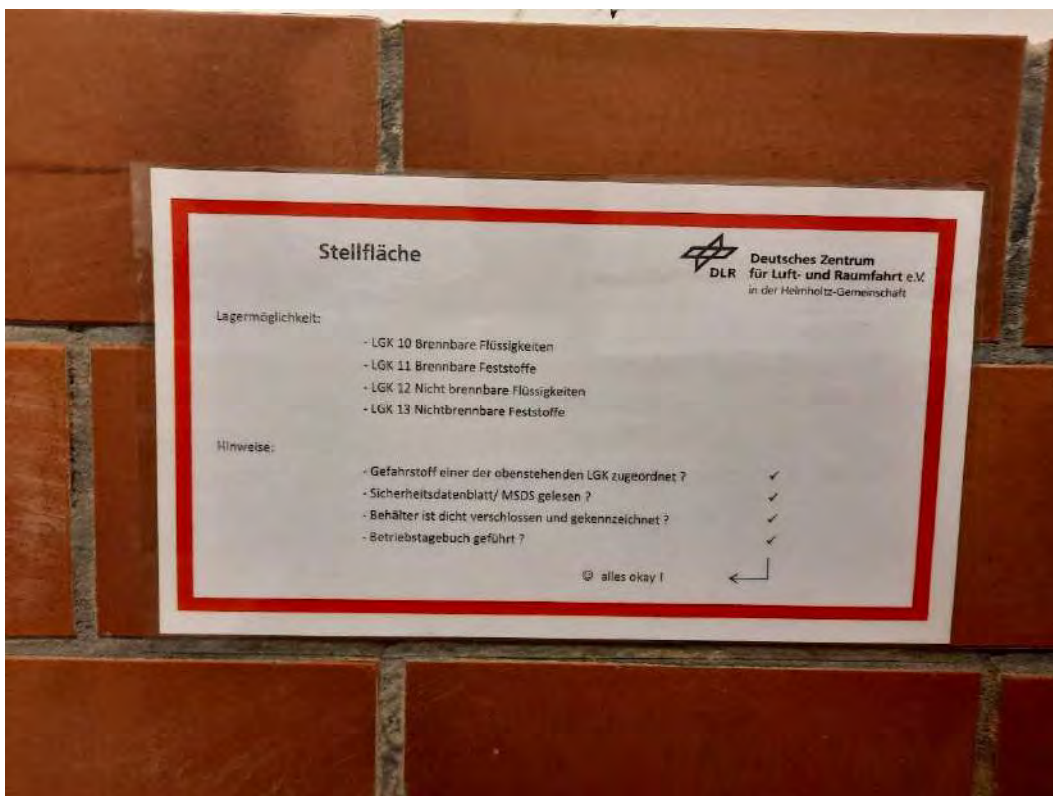 Stellfläche
DLR
Deutsches Zentrum
für Luft- und Raumfahrt e.V.
in der Helmholtz-Gemeinschaft
Lagermöglichkeit:
- LGK 10 Brennbare Flüssigkeiten
- LGK 11 Brennbare Feststoffe
- LGK 12 Nicht brennbare Flüssigkeiten
- LGK 13 Nichtbrennbare Feststoffe
Hinweise:
- Gefahrstoff einer der obenstehenden LGK zugeordnet ? ✓
- Sicherheitsdatenblatt/ MSDS gelesen ? ✓
- Behälter ist dicht verschlossen und gekennzeichnet ? ✓
- Betriebstagebuch geführt ? ✓
☺ alles okay !